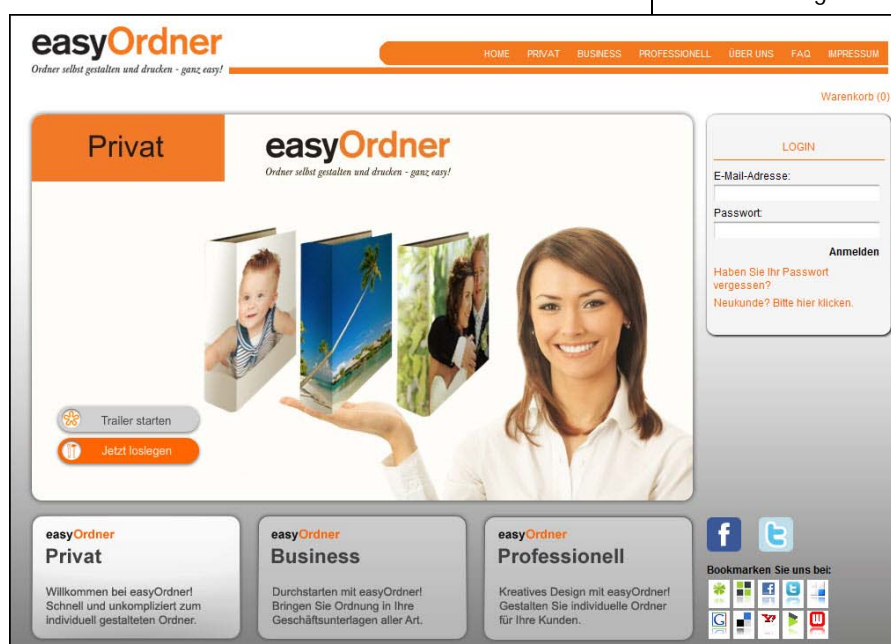 easyOrdner
Ordner selbst gestalten und drucken - ganz easy!
HOME PRIVAT BUSINESS PROFESSIONELL ÜBER UNS FAQ IMPRESSUM
Warenkorb (0)
Privat
easyOrdner
Ordner selbst gestalten und drucken - ganz easy!
Trailer starten
Jetzt loslegen
LOGIN
E-Mail-Adresse:
Passwort:
Anmelden
Haben Sie Ihr Passwort
vergessen?
Neukunde? Bitte hier klicken.
easyOrdner
Privat
Willkommen bei easyOrdner!
Schnell und unkompliziert zum
individuell gestalteten Ordner.
easyOrdner
Business
Durchstarten mit easyOrdner!
Bringen Sie Ordnung in Ihre
Geschäftsunterlagen aller Art.
easyOrdner
Professionell
Kreatives Design mit easyOrdner!
Gestalten Sie individuelle Ordner
für Ihre Kunden.
Bookmarken Sie uns bei: